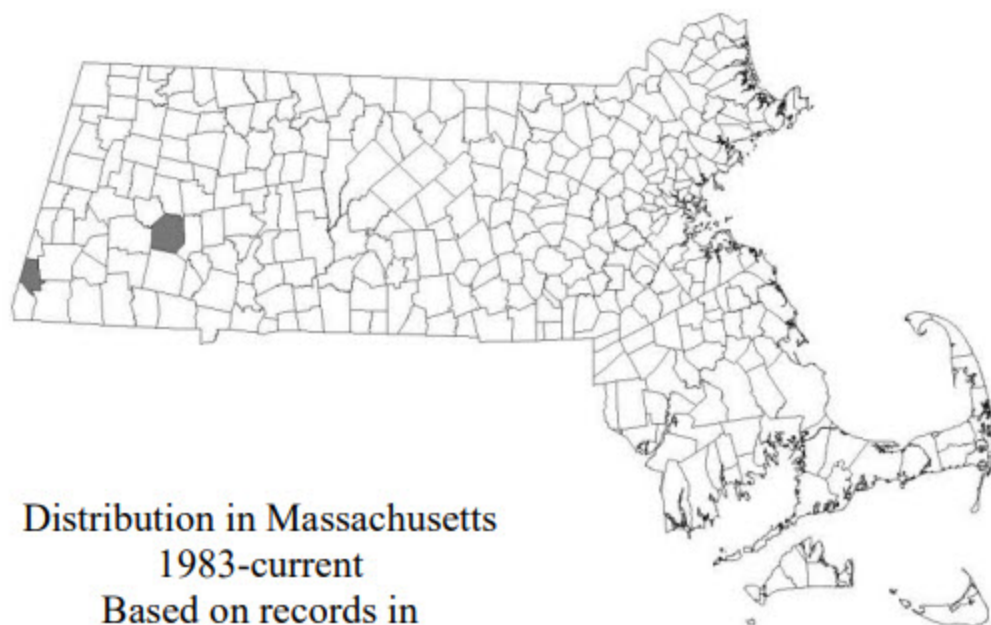 Distribution in Massachusetts
1983-current
Based on records in